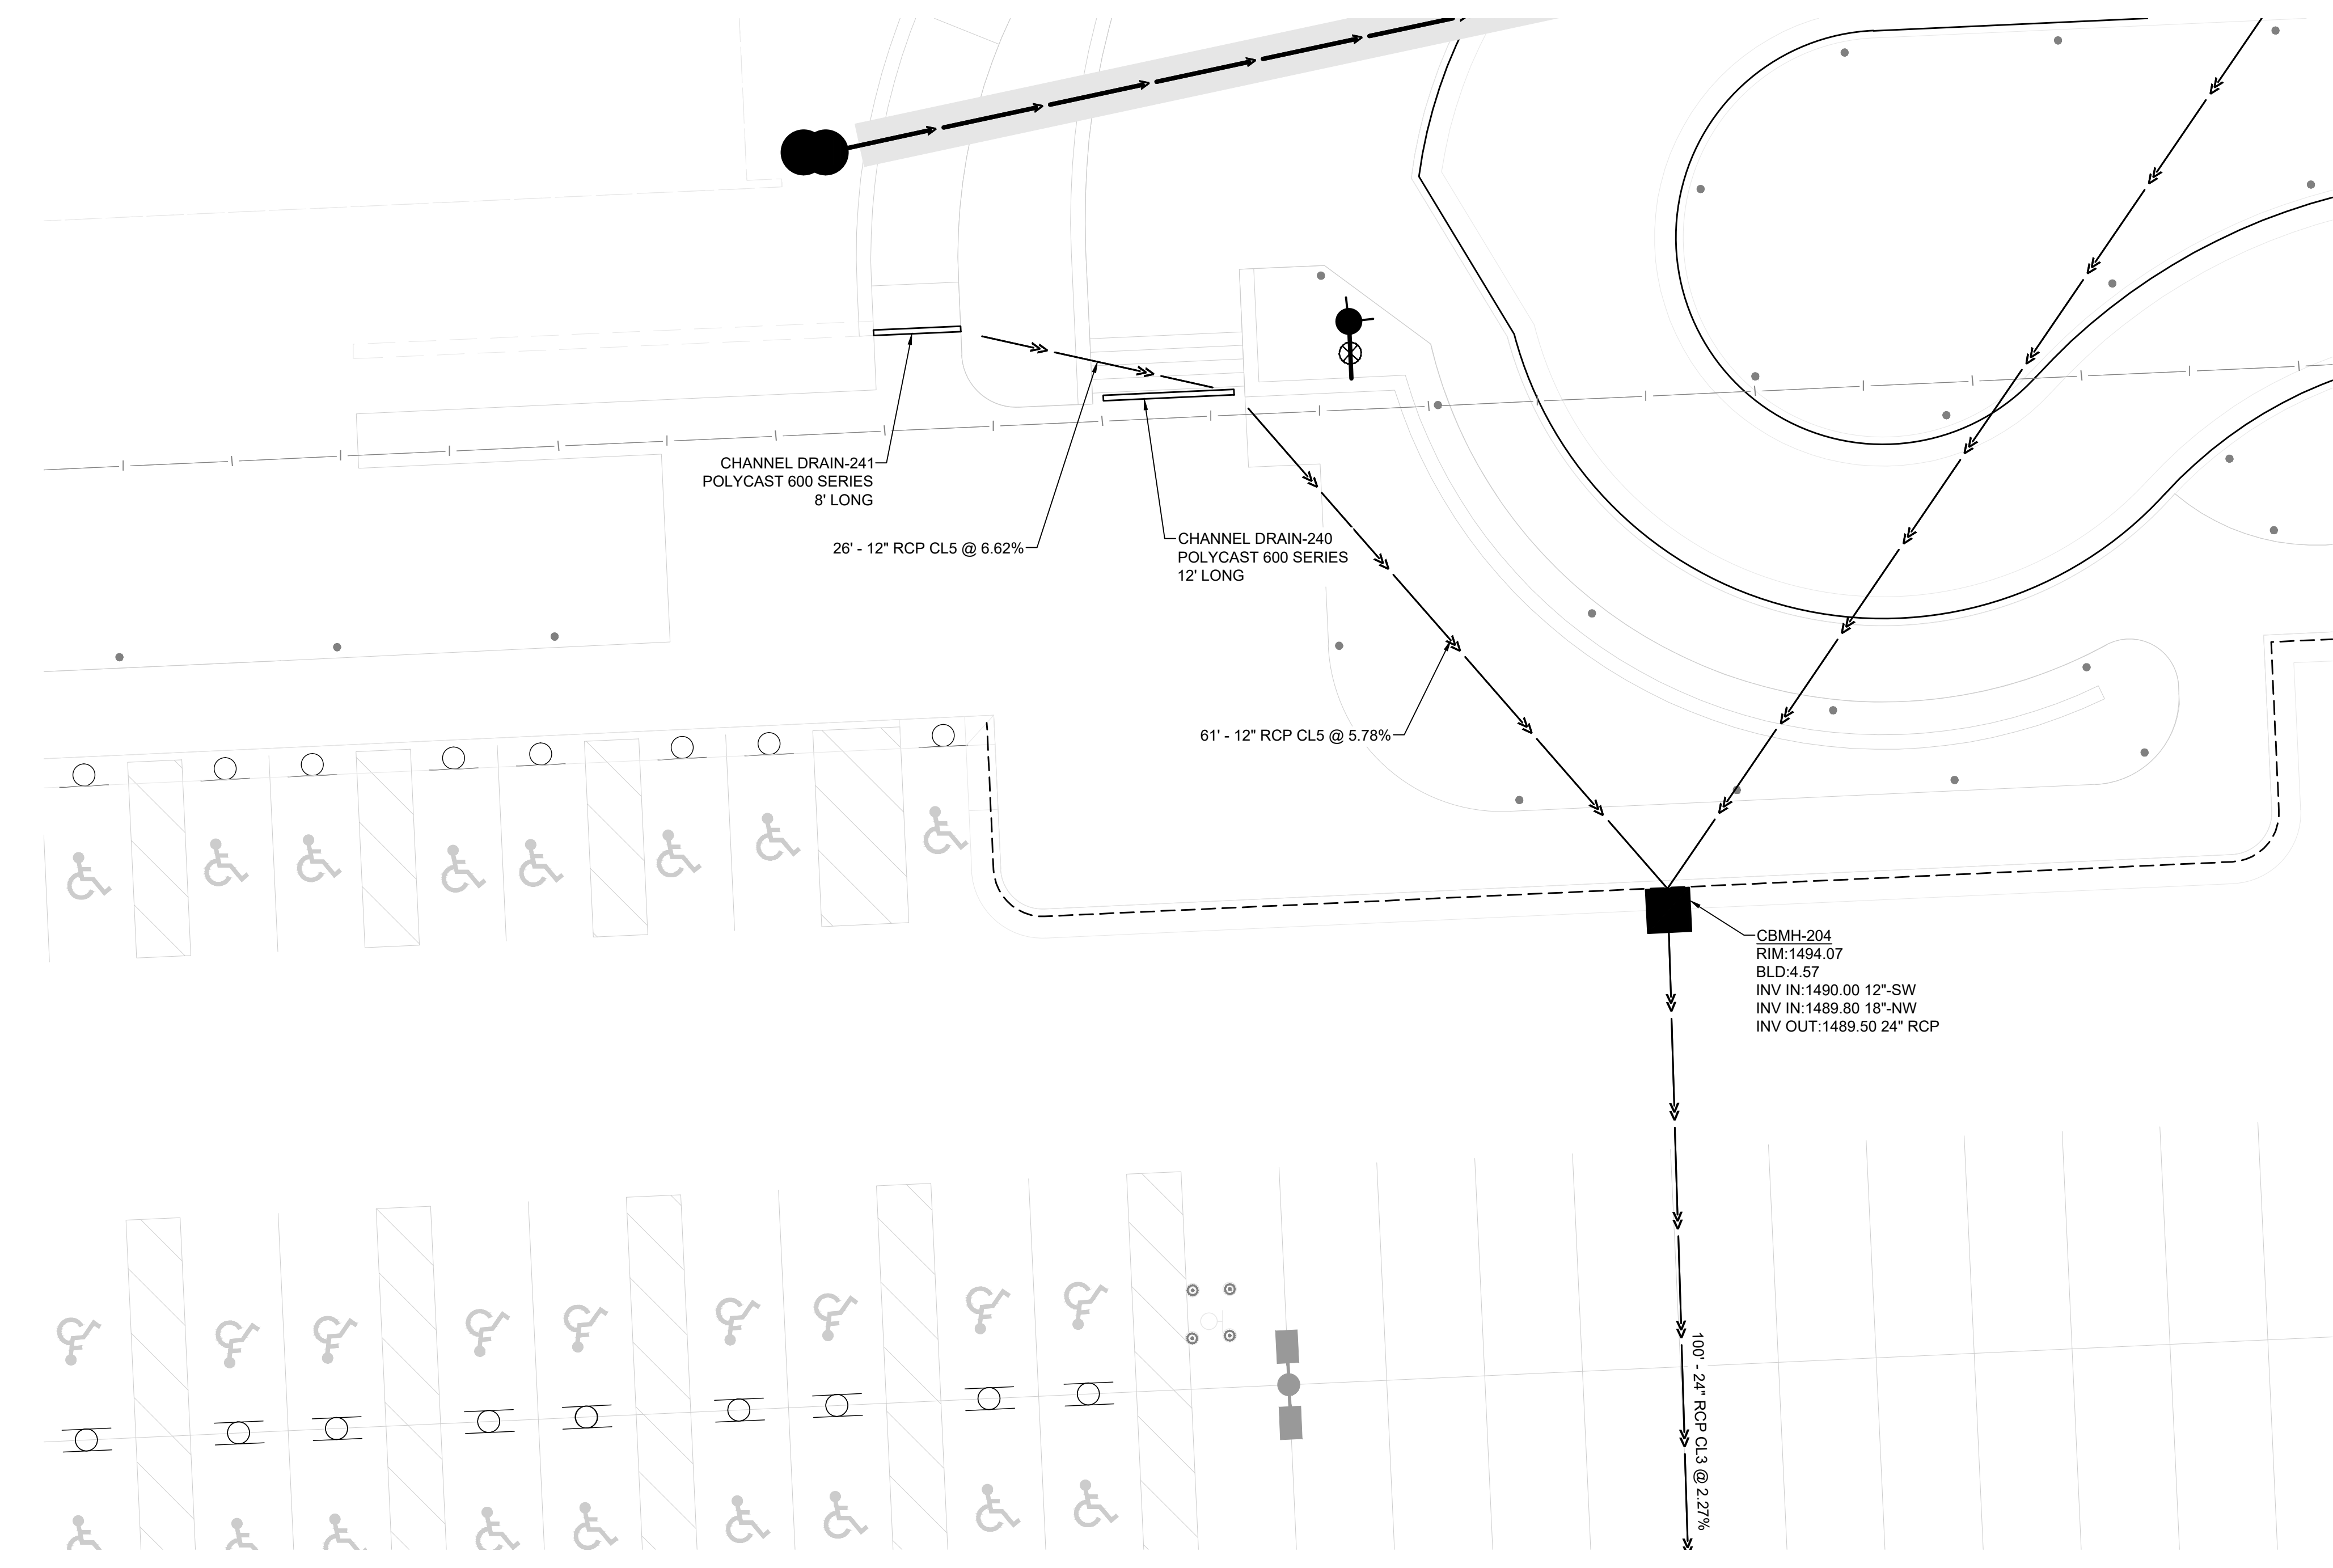 CHANNEL DRAIN-241
POLYCAST 600 SERIES
8' LONG
26' - 12" RCP CL5 @ 6.62%
CHANNEL DRAIN-240
POLYCAST 600 SERIES
12' LONG
61' - 12" RCP CL5 @ 5.78%
CBMH-204
RIM:1494.07
BLD:4.57
INV IN:1490.00 12"-SW
INV IN:1489.80 18"-NW
INV OUT:1489.50 24" RCP
100' - 24" RCP CL3 @ 2.27%